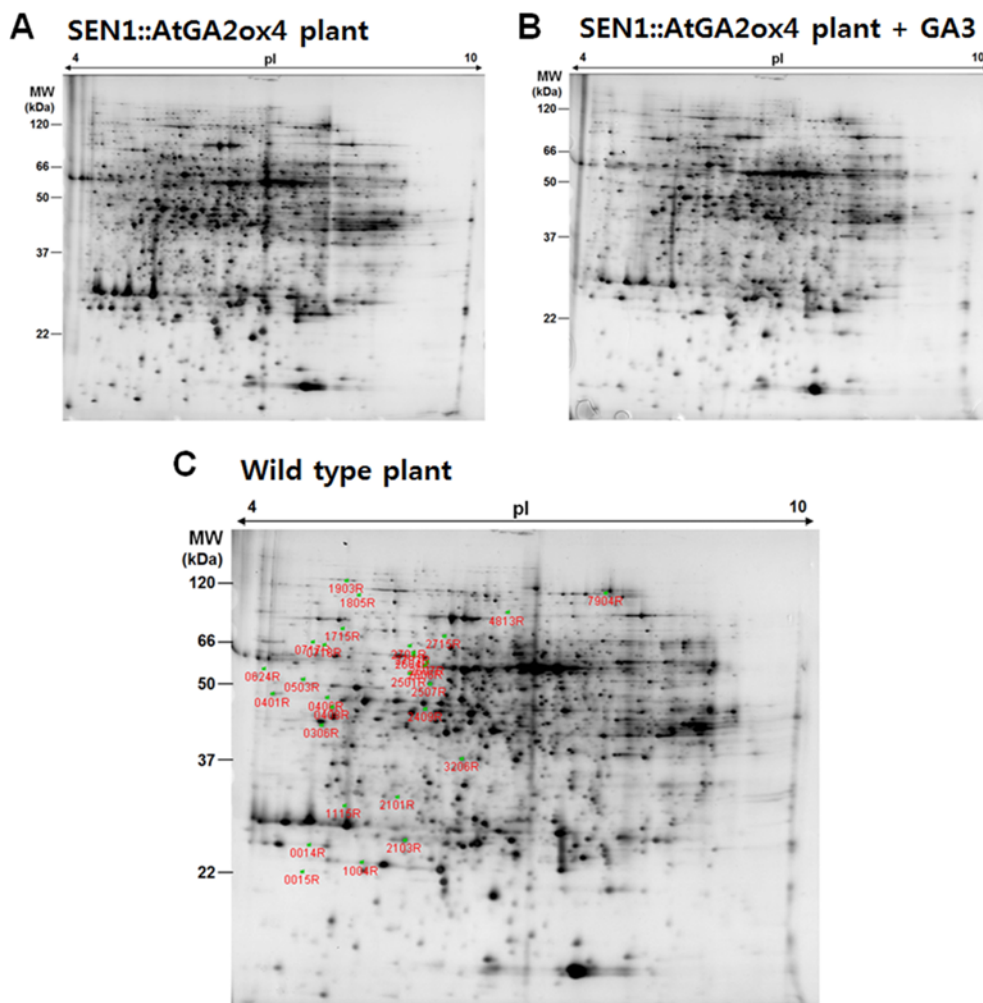 A SEN1::AtGA2ox4 plant
4 pI 10
MW
(kDa)
120
66
50
37
22
B SEN1::AtGA2ox4 plant + GA3
4 pI 10
MW
(kDa)
120
66
50
37
22
C Wild type plant
4 pI 10
MW
(kDa)
120
66
50
37
22
1903R
1805R
7904R
4813R
1715R
2715R
0717R
0624R
0503R
2501R
2507R
0401R
0406R
2409R
0306R
3206R
2101R
1115R
2103R
0014R
1004R
0015R